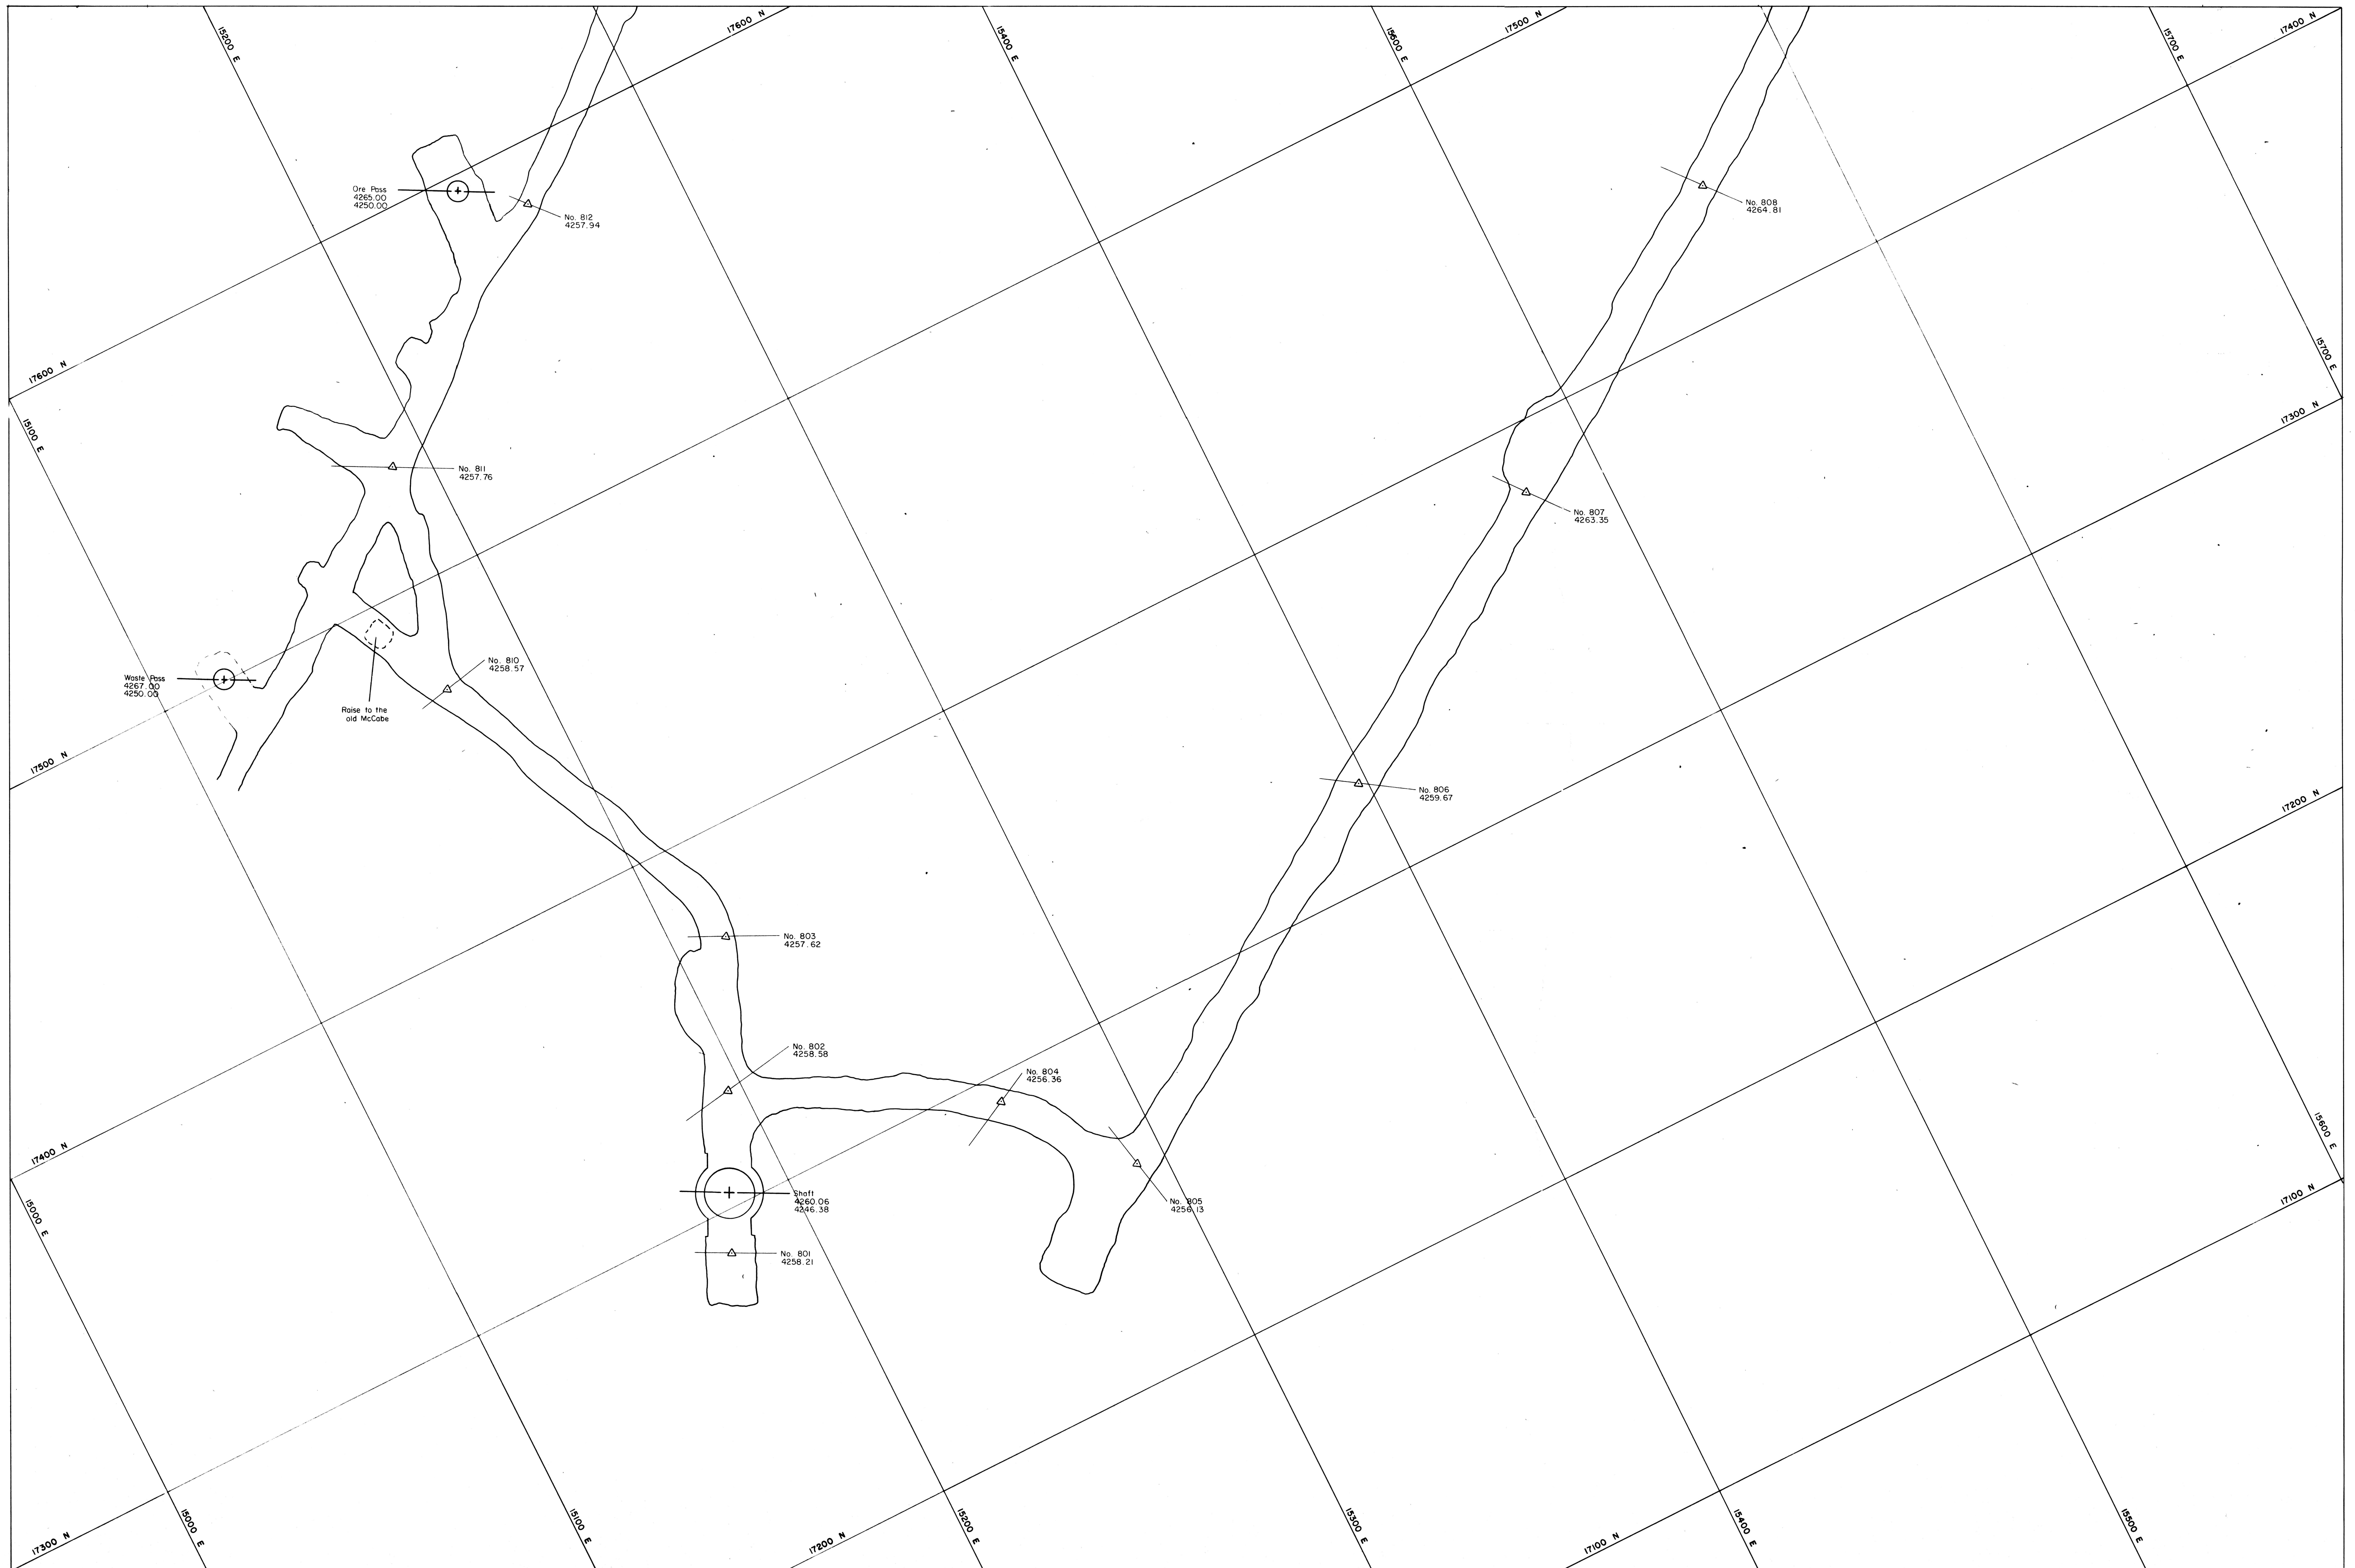 15200 E
17600 N
15400 E
15600 E
17500 N
15700 E
17400 N
Ore Pass
4265.00
4250.00
No. 812
4257.94
No. 808
4264.81
15700 E
17600 N
15100 E
17300 N
No. 811
4257.76
No. 807
4263.35
No. 810
4258.57
Waste Pass
4267.00
4250.00
Raise to the
old McCabe
17500 N
No. 806
4259.67
17200 N
No. 803
4257.62
No. 802
4258.58
No. 804
4256.36
17400 N
15600 E
15000 E
Shaft
4260.06
4246.38
No. 805
4256.13
17100 N
No. 801
4258.21
17300 N
15000 E
15100 E
17200 N
15200 E
15300 E
17100 N
15400 E
15500 E